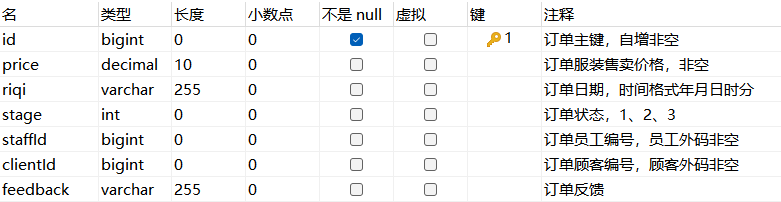 名 类型 长度 小数点 不是 null 虚拟 键 注释
id bigint 0 0 1 订单主键，自增非空
price decimal 10 0 订单服装售卖价格，非空
riqi varchar 255 0 订单日期，时间格式年月日时分
stage int 0 0 订单状态，1、2、3
staffId bigint 0 0 订单员工编号，员工外码非空
clientId bigint 0 0 订单顾客编号，顾客外码非空
feedback varchar 255 0 订单反馈